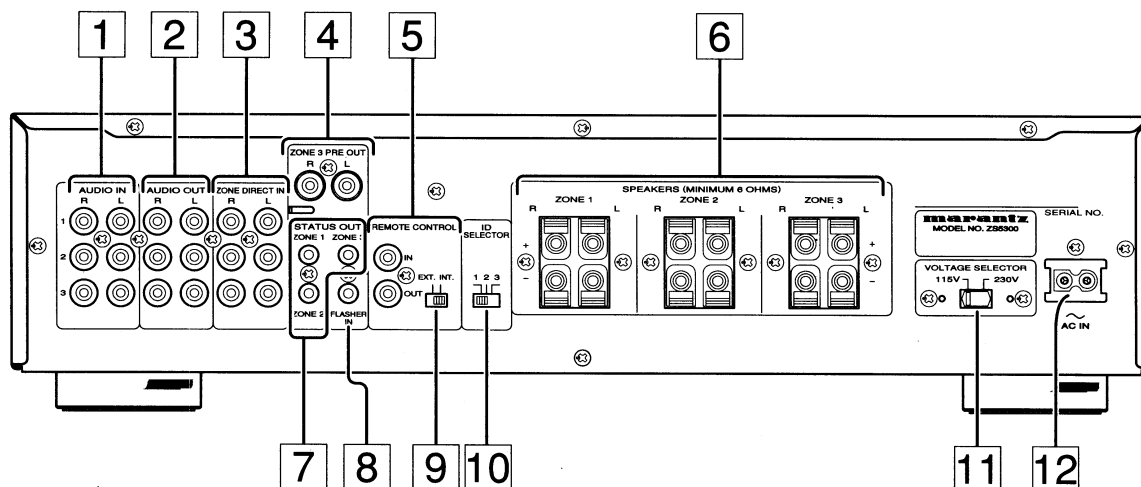 1 2 3 4 5 6
ZONE 3 PRE OUT
R L
AUDIO IN AUDIO OUT ZONE DIRECT IN
R L R L R L
1
2
3
STATUS OUT
ZONE 1 ZONE 3
ZONE 2 FLASHER IN
REMOTE CONTROL
IN
OUT
EXT. INT.
ID SELECTOR
1 2 3
SPEAKERS (MINIMUM 6 OHMS)
R ZONE 1 L R ZONE 2 L R ZONE 3 L
+ +
− −
marantz
MODEL NO. ZS5300
SERIAL NO.
VOLTAGE SELECTOR
115V 230V
~
AC IN
7 8 9 10 11 12